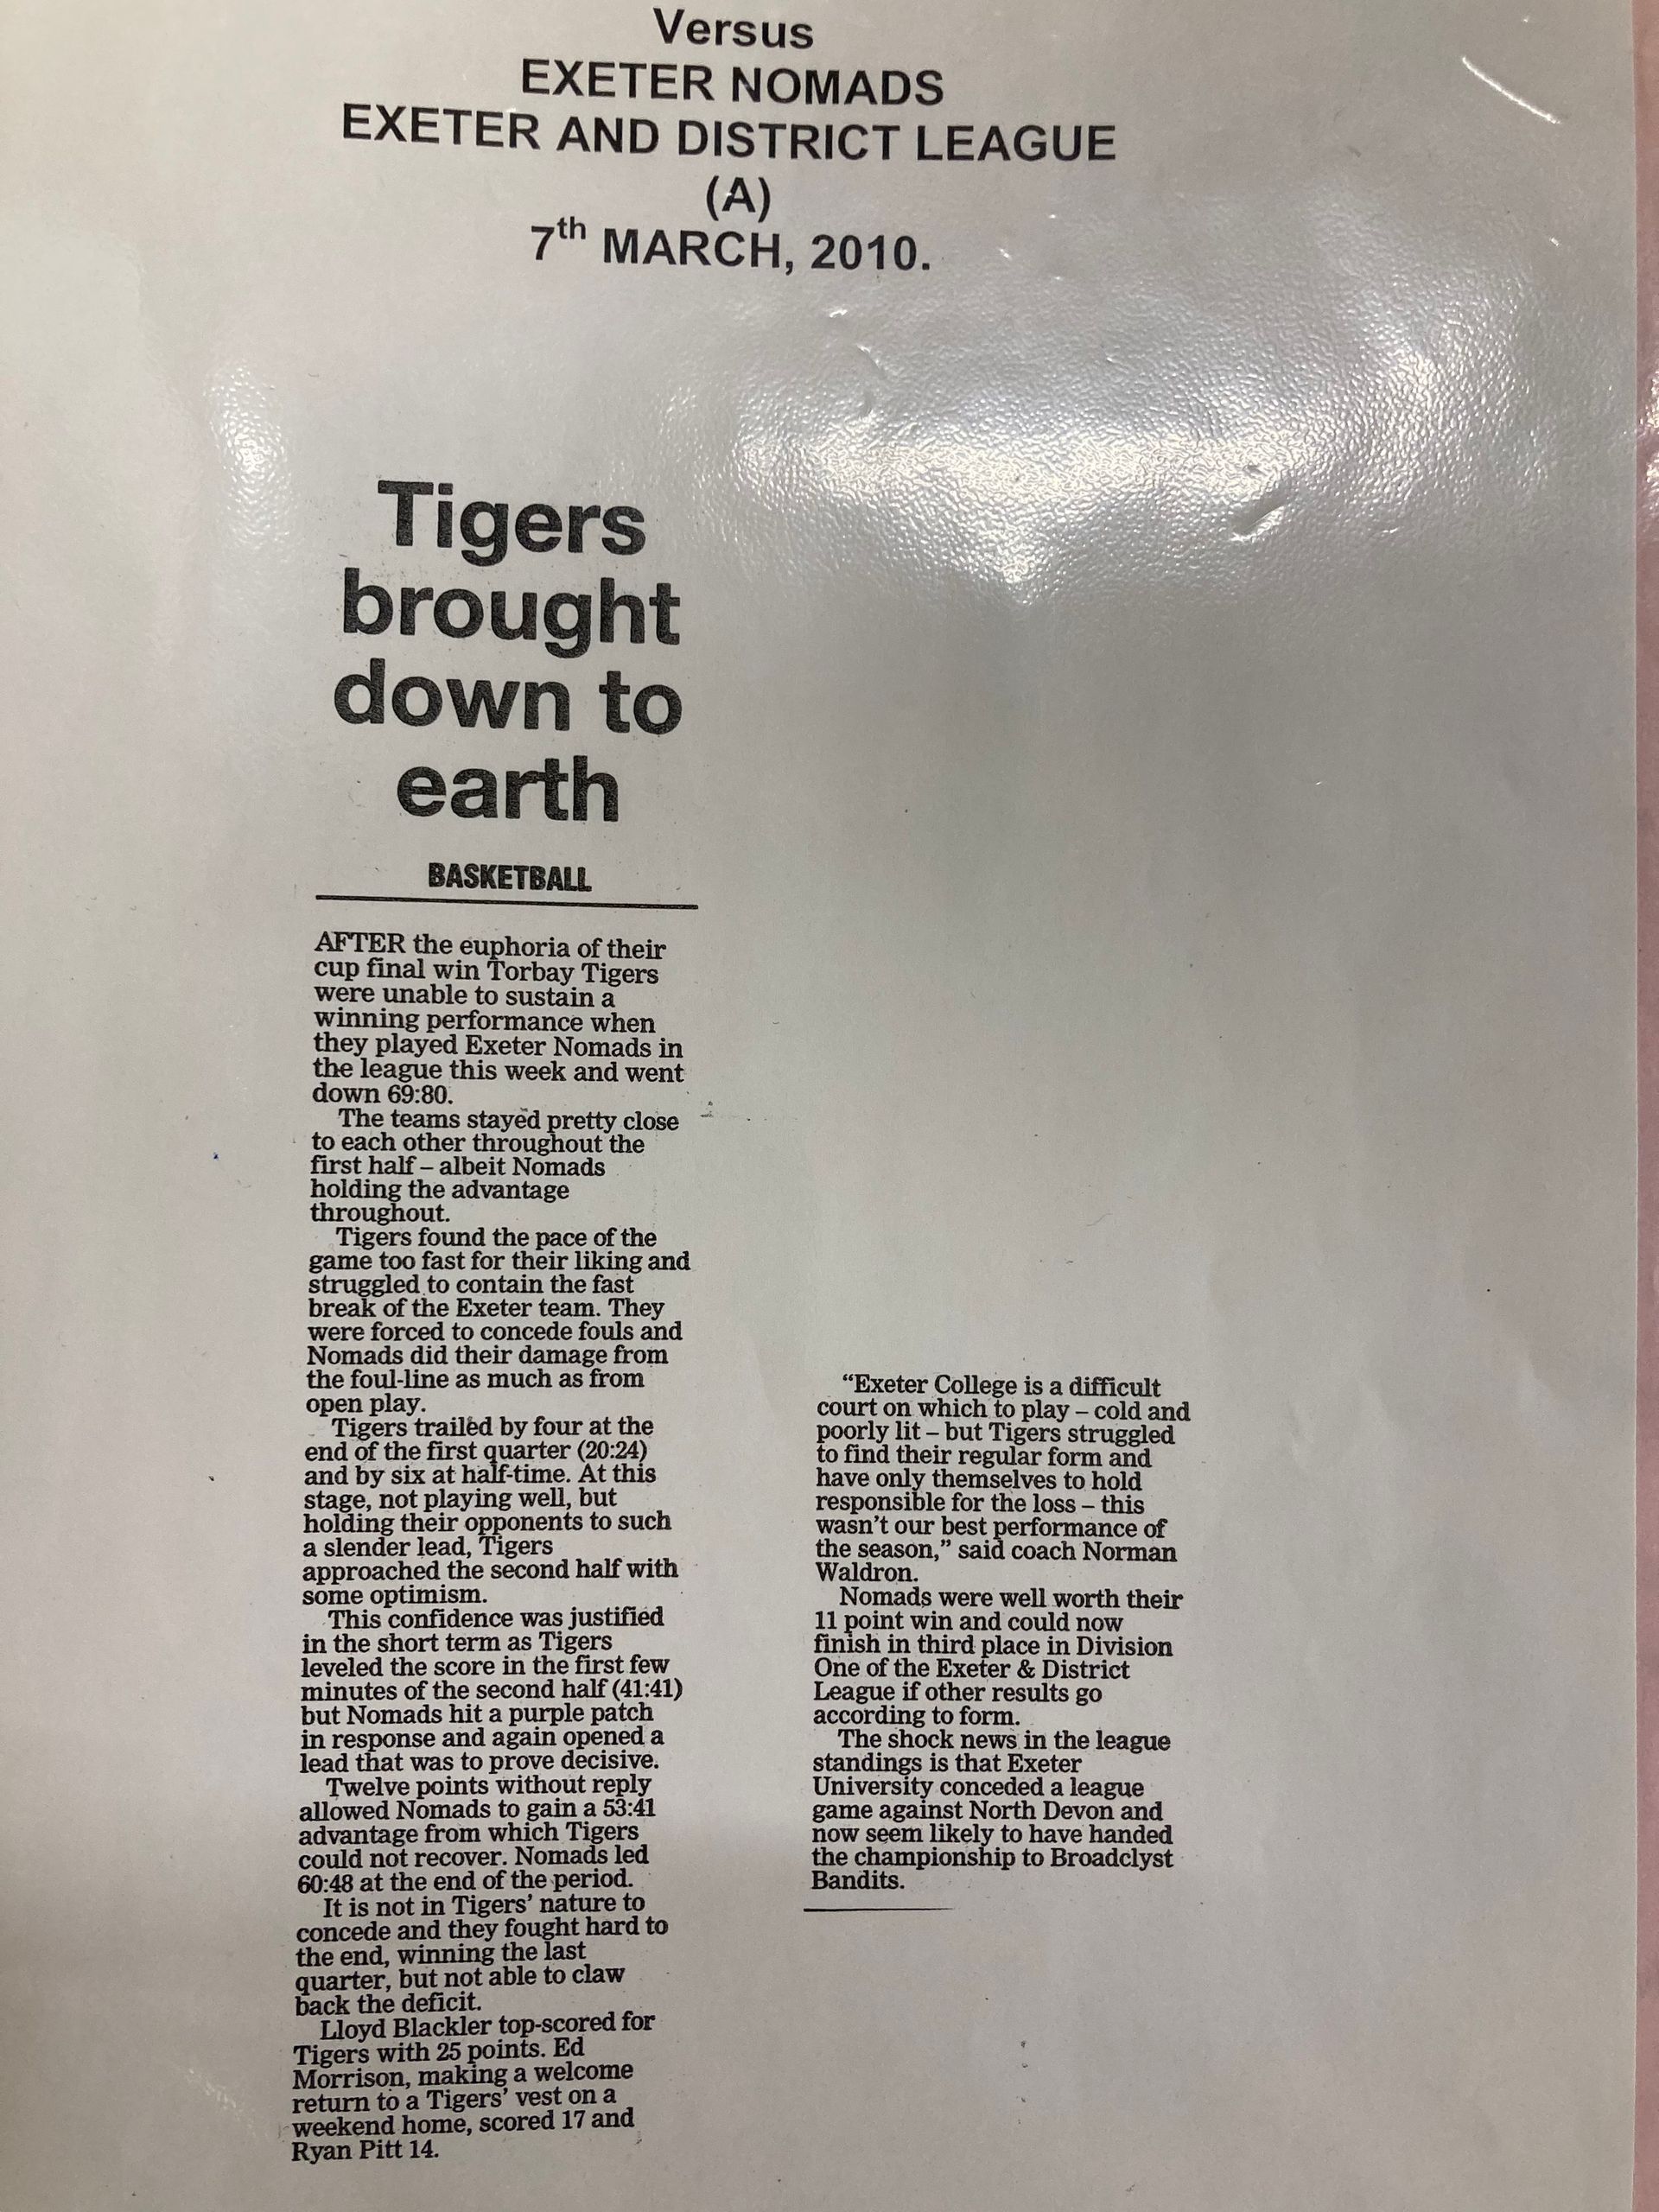 Versus
EXETER NOMADS
EXETER AND DISTRICT LEAGUE
(A)
7th MARCH, 2010.
Tigers
brought
down to
earth
BASKETBALL
AFTER the euphoria of their
cup final win Torbay Tigers
were unable to sustain a
winning performance when
they played Exeter Nomads in
the league this week and went
down 69:80.
The teams stayed pretty close
to each other throughout the
first half – albeit Nomads
holding the advantage
throughout.
Tigers found the pace of the
game too fast for their liking and
struggled to contain the fast
break of the Exeter team. They
were forced to concede fouls and
Nomads did their damage from
the foul-line as much as from
open play.
Tigers trailed by four at the
end of the first quarter (20:24)
and by six at half-time. At this
stage, not playing well, but
holding their opponents to such
a slender lead, Tigers
approached the second half with
some optimism.
This confidence was justified
in the short term as Tigers
leveled the score in the first few
minutes of the second half (41:41)
but Nomads hit a purple patch
in response and again opened a
lead that was to prove decisive.
Twelve points without reply
allowed Nomads to gain a 53:41
advantage from which Tigers
could not recover. Nomads led
60:48 at the end of the period.
It is not in Tigers’ nature to
concede and they fought hard to
the end, winning the last
quarter, but not able to claw
back the deficit.
Lloyd Blackler top-scored for
Tigers with 25 points. Ed
Morrison, making a welcome
return to a Tigers’ vest on a
weekend home, scored 17 and
Ryan Pitt 14.
“Exeter College is a difficult
court on which to play – cold and
poorly lit – but Tigers struggled
to find their regular form and
have only themselves to hold
responsible for the loss – this
wasn’t our best performance of
the season,” said coach Norman
Waldron.
Nomads were well worth their
11 point win and could now
finish in third place in Division
One of the Exeter & District
League if other results go
according to form.
The shock news in the league
standings is that Exeter
University conceded a league
game against North Devon and
now seem likely to have handed
the championship to Broadclyst
Bandits.